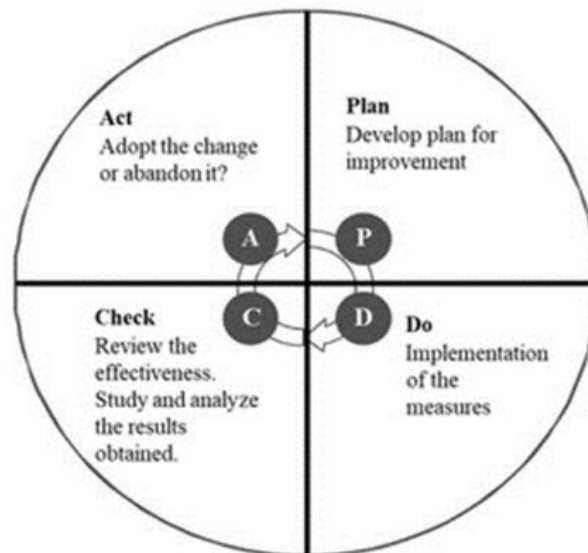 Act
Adopt the change
or abandon it?
Plan
Develop plan for
improvement
A
P
C
D
Check
Review the
effectiveness.
Study and analyze
the results
obtained.
Do
Implementation
of the
measures